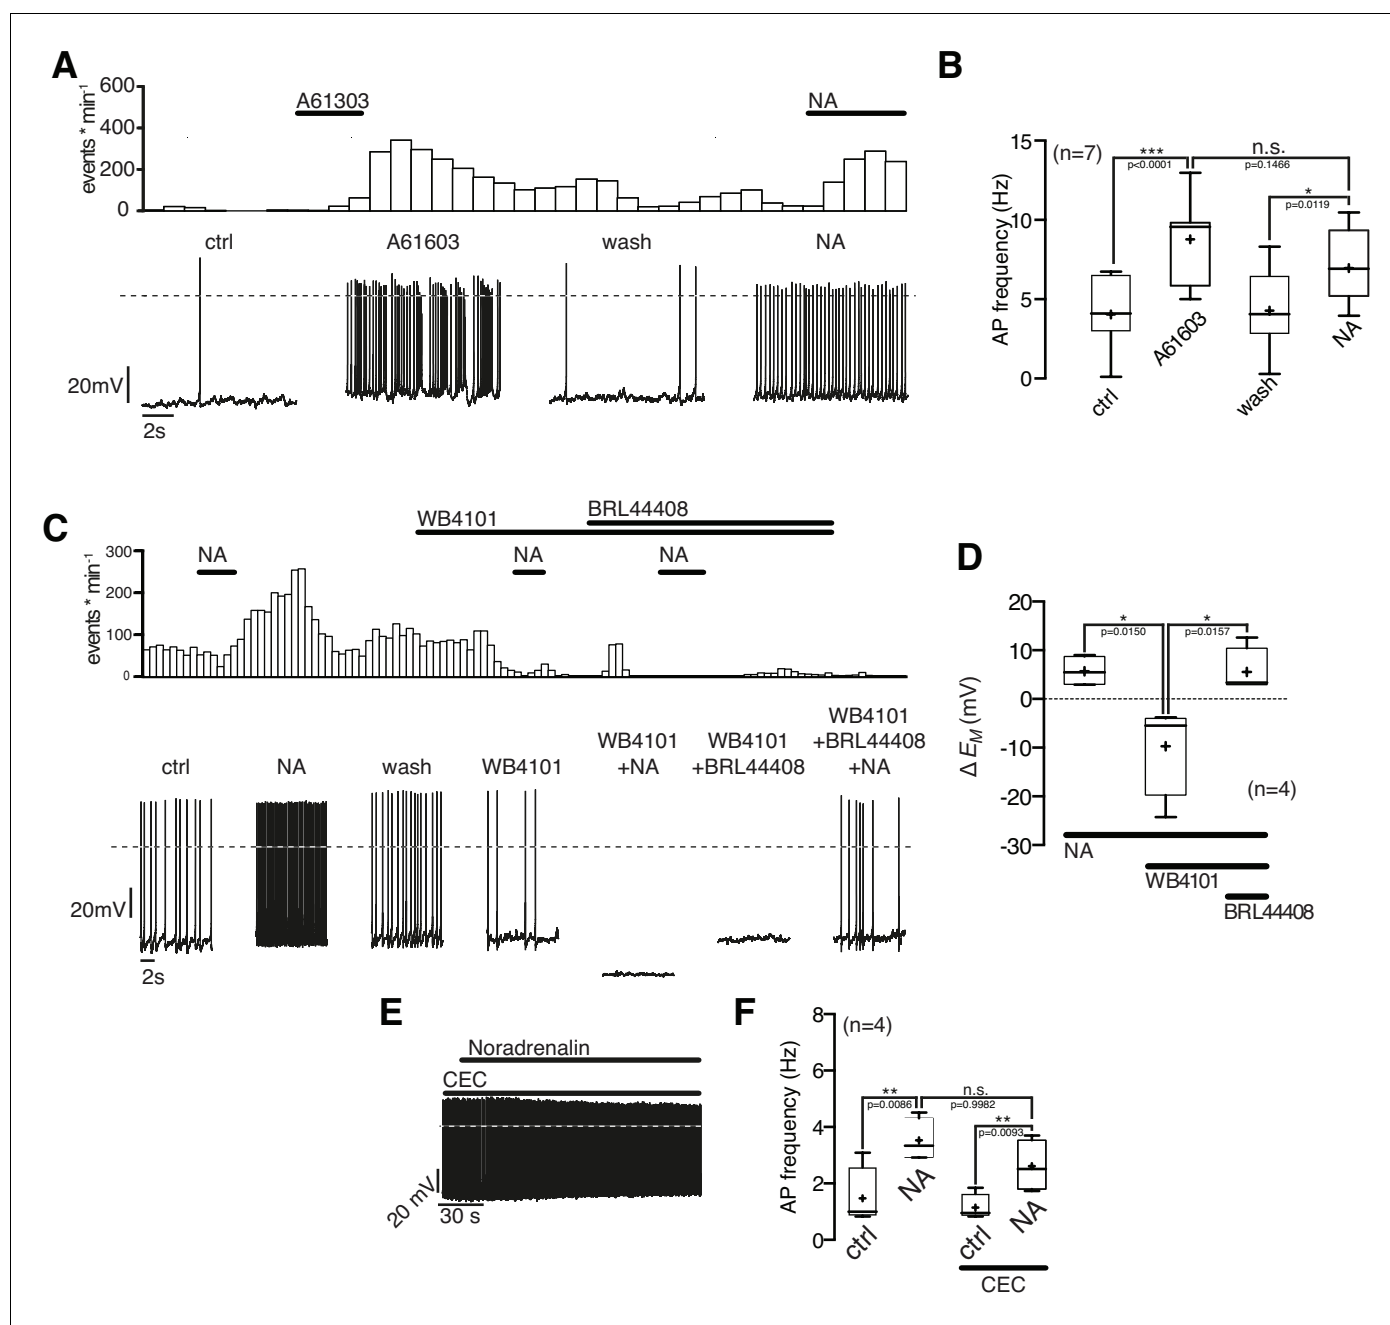 A
600
400
200
0
events * min-1
A61303
NA
ctrl
A61603
wash
NA
20mV
2s
B
15
10
5
0
AP frequency (Hz)
(n=7)
***
p<0.0001
n.s.
p=0.1466
*
p=0.0119
ctrl
A61603
wash
NA
C
300
200
100
0
events * min-1
NA
WB4101
BRL44408
NA
NA
ctrl
NA
wash
WB4101
WB4101
+NA
WB4101
+BRL44408
WB4101
+BRL44408
+NA
20mV
2s
D
20
10
0
-10
-20
-30
Δ EM (mV)
*
p=0.0150
*
p=0.0157
(n=4)
NA
WB4101
BRL44408
E
Noradrenalin
CEC
20 mV
30 s
F
8
6
4
2
0
AP frequency (Hz)
(n=4)
**
p=0.0086
n.s.
p=0.9982
**
p=0.0093
ctrl
NA
ctrl
NA
CEC